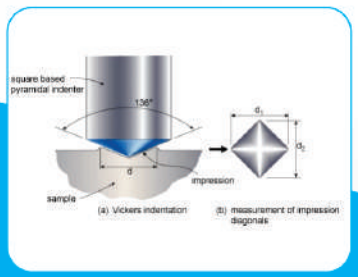 square based
pyramidal indenter
136°
d
impression
sample
(a) Vickers indentation
d₁
d₂
(b) measurement of impression
diagonals